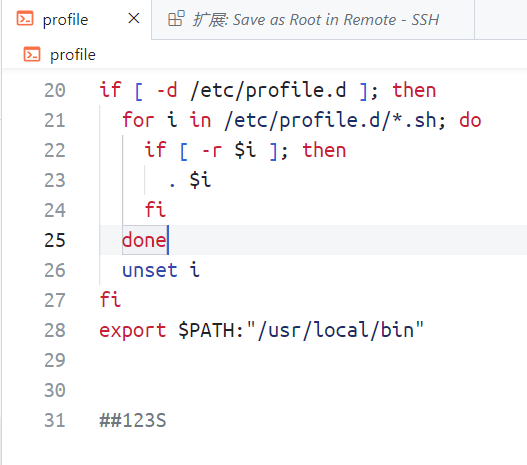 profile
扩展: Save as Root in Remote - SSH
profile
20 if [ -d /etc/profile.d ]; then
21 for i in /etc/profile.d/*.sh; do
22 if [ -r $i ]; then
23 . $i
24 fi
25 done
26 unset i
27 fi
28 export $PATH:"/usr/local/bin"
29
30
31 ##123S